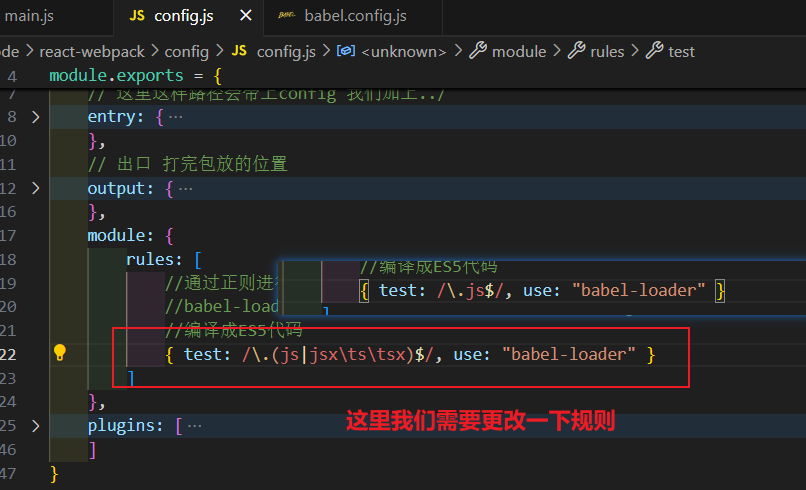 main.js
JS config.js ×
BABEL babel.config.js
ode > react-webpack > config > JS config.js > <unknown> > module > rules > test
4 module.exports = {
7 // 这里这样路径会带上config 我们加上../
8 > entry: { ···
10 },
11 // 出口 打完包放的位置
12 > output: { ···
16 },
17 module: {
18 rules: [
19 //通过正则进行
20 //babel-load
21 //编译成ES5代码
22 { test: /\.(js|jsx\ts\tsx)$/, use: "babel-loader" }
23 ]
24 },
25 > plugins: [ ···
46 ]
47 }
//编译成ES5代码
{ test: /\.js$/, use: "babel-loader" }
这里我们需要更改一下规则